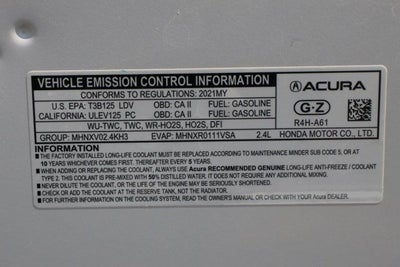 VEHICLE EMISSION CONTROL INFORMATION
CONFORMS TO REGULATIONS: 2021MY
U.S. EPA: T3B125 LDV OBD: CA II FUEL: GASOLINE
CALIFORNIA: ULEV125 PC OBD: CA II FUEL: GASOLINE
WU-TWC, TWC, WR-HO2S, HO2S, DFI
GROUP: MHNXV02.4KH3 EVAP: MHNXR0111VSA 2.4L
ACURA
G-Z
R4H-A61
HONDA MOTOR CO., LTD.
IMPORTANT INFORMATION
■ THE FACTORY INSTALLED LONG-LIFE COOLANT MUST BE REPLACED ACCORDING TO MAINTENANCE MINDER SUB CODE 5, OR AT
10 YEARS WHICHEVER COMES FIRST. THEREAFTER EVERY 5 YEARS.
■ WHEN ADDING OR REPLACING THE COOLANT, ALWAYS USE Acura RECOMMENDED GENUINE LONG-LIFE ANTI-FREEZE / COOLANT
TYPE 2. THIS COOLANT IS PRE-MIXED WITH 50% DISTILLED WATER. IT DOES NOT REQUIRE ANY ADDITIONAL MIXING.
■ NEVER DILUTE THE COOLANT, OR THE LIFE OF THE ENGINE MAY BE SERIOUSLY SHORTENED.
■ CHECK OR ADD THE COOLANT AT THE RESERVE TANK, NOT THE RADIATOR.
■ FOR FURTHER INFORMATION ON THE COOLING SYSTEM, READ THE OWNER'S MANUAL OR CHECK WITH YOUR Acura DEALER.